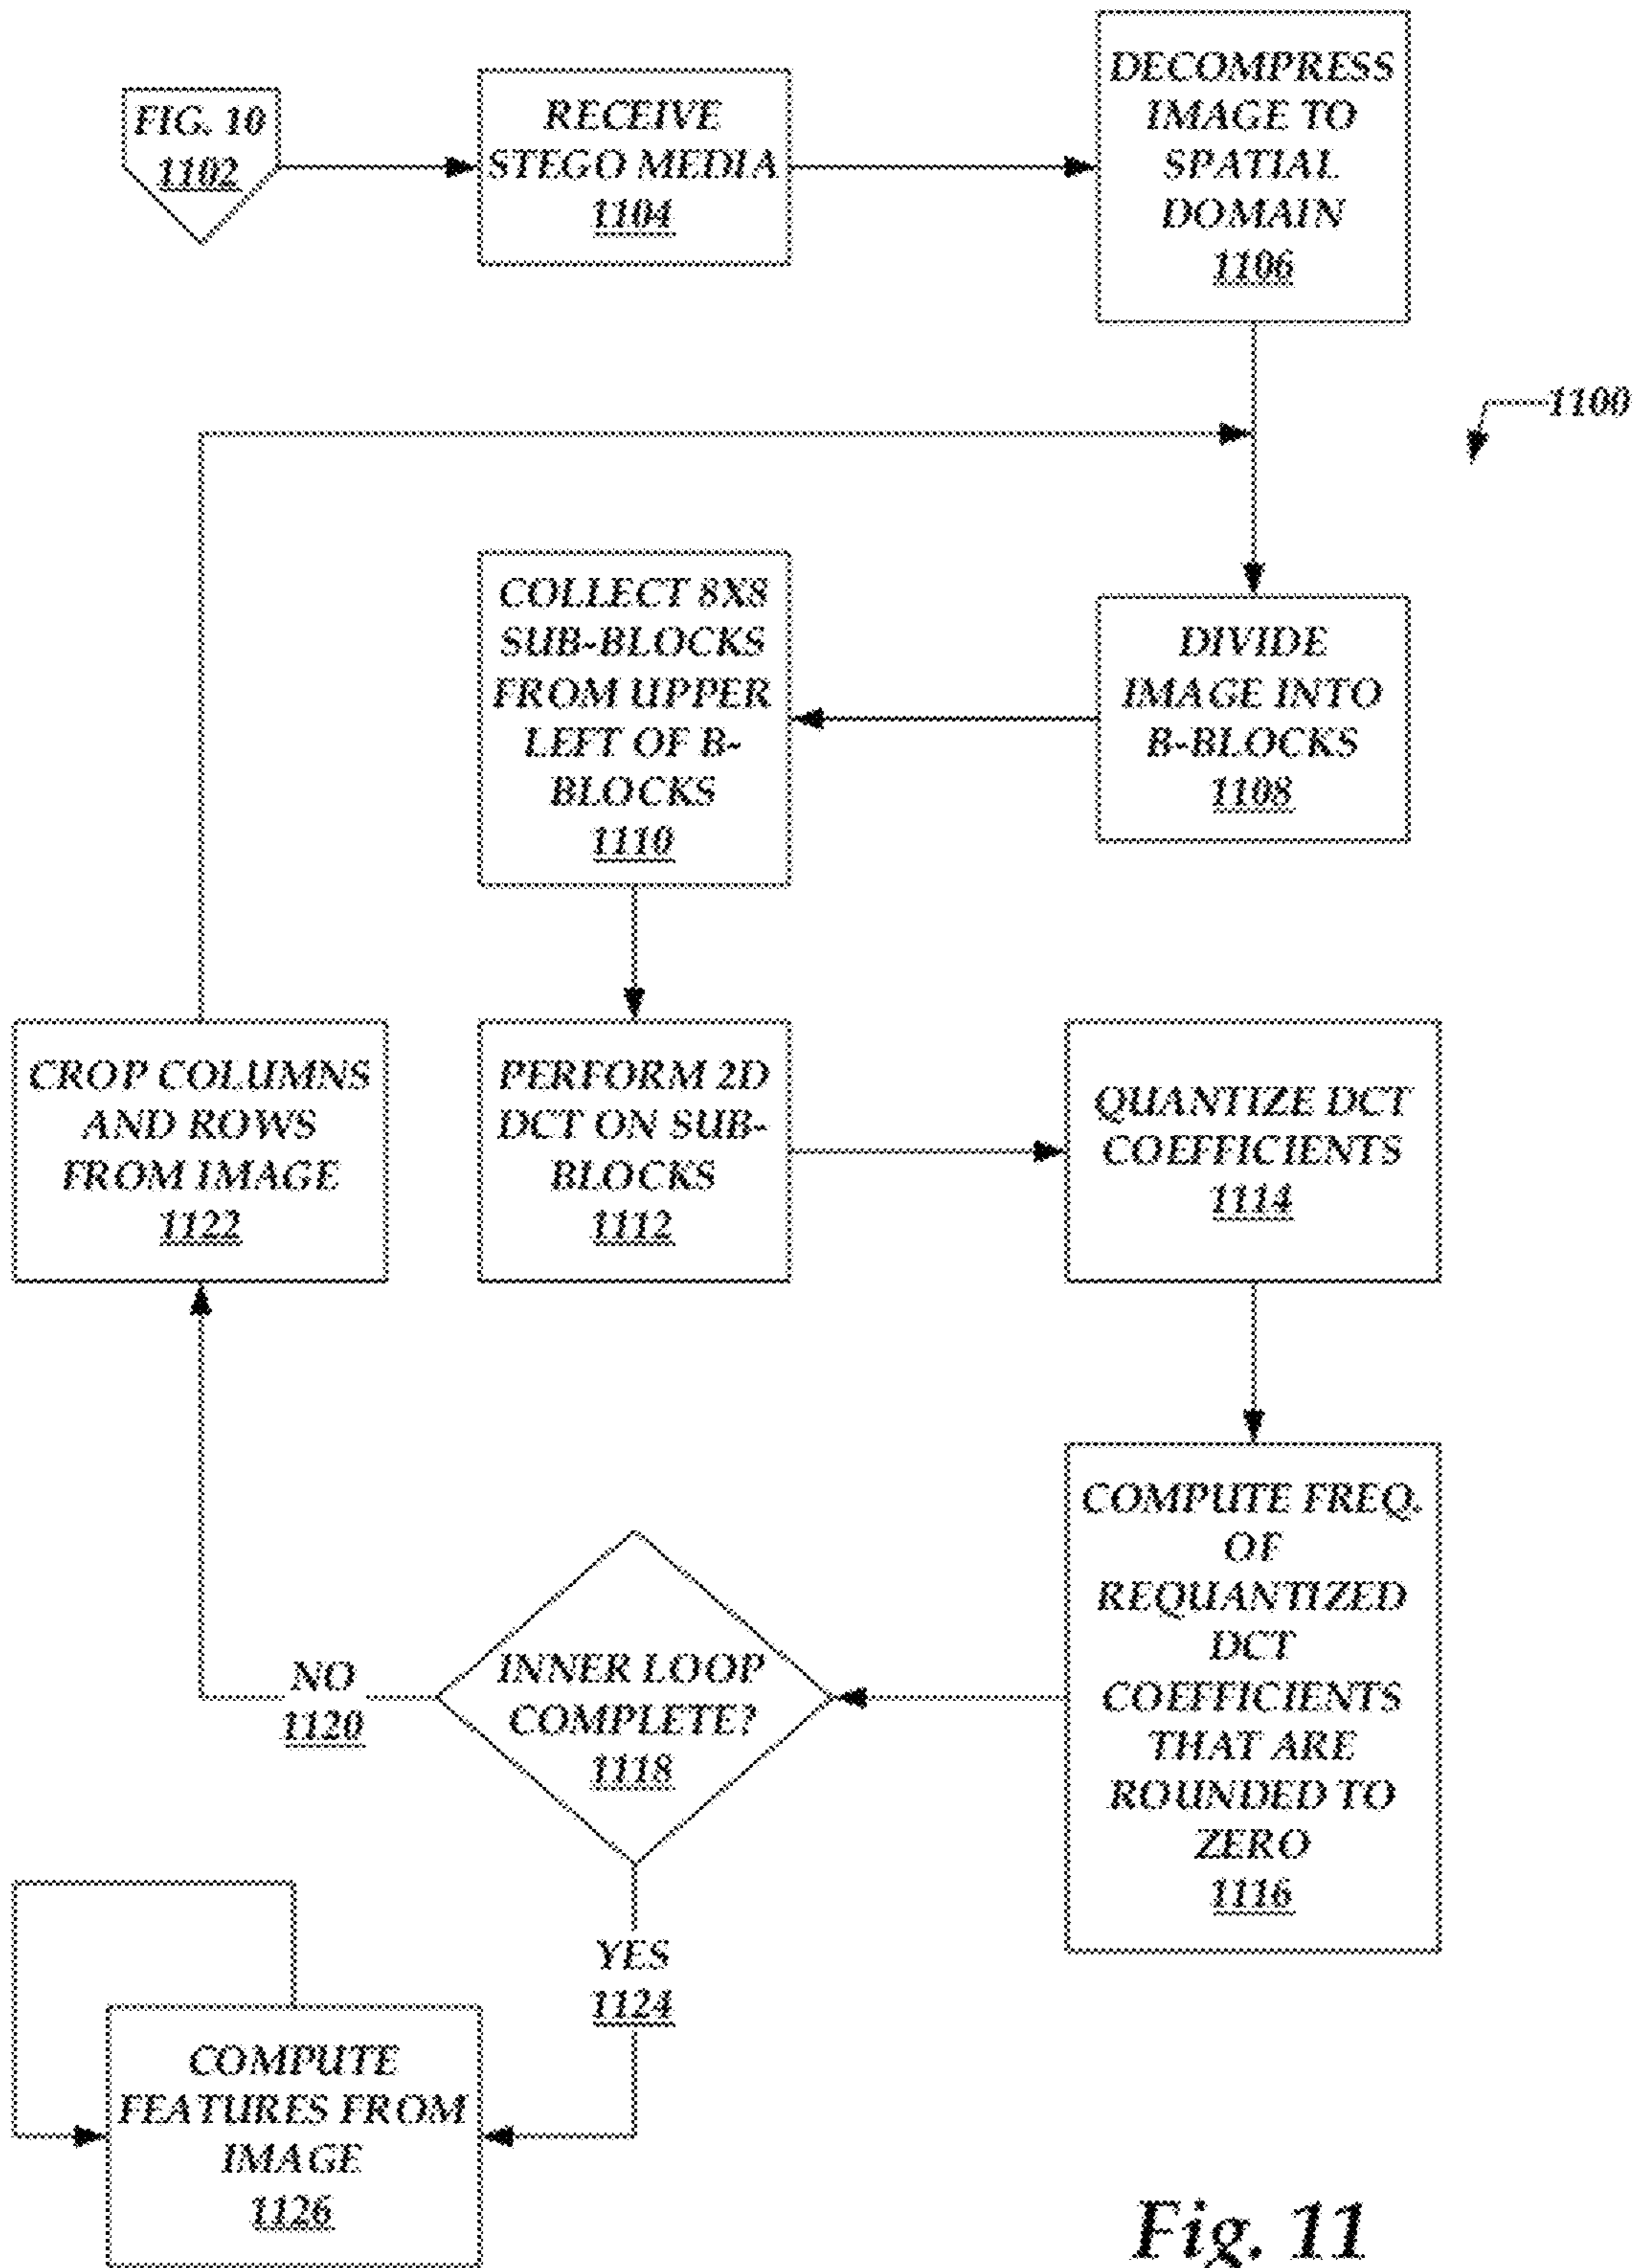 FIG. 10
1102
RECEIVE
STEGO MEDIA
1104
DECOMPRESS
IMAGE TO
SPATIAL
DOMAIN
1106
1100
COLLECT 8X8
SUB-BLOCKS
FROM UPPER
LEFT OF B-
BLOCKS
1110
DIVIDE
IMAGE INTO
B-BLOCKS
1108
CROP COLUMNS
AND ROWS
FROM IMAGE
1122
PERFORM 2D
DCT ON SUB-
BLOCKS
1112
QUANTIZE DCT
COEFFICIENTS
1114
COMPUTE FREQ.
OF
REQUANTIZED
DCT
COEFFICIENTS
THAT ARE
ROUNDED TO
ZERO
1116
INNER LOOP
COMPLETE?
1118
NO
1120
YES
1124
COMPUTE
FEATURES FROM
IMAGE
1126
Fig. 11